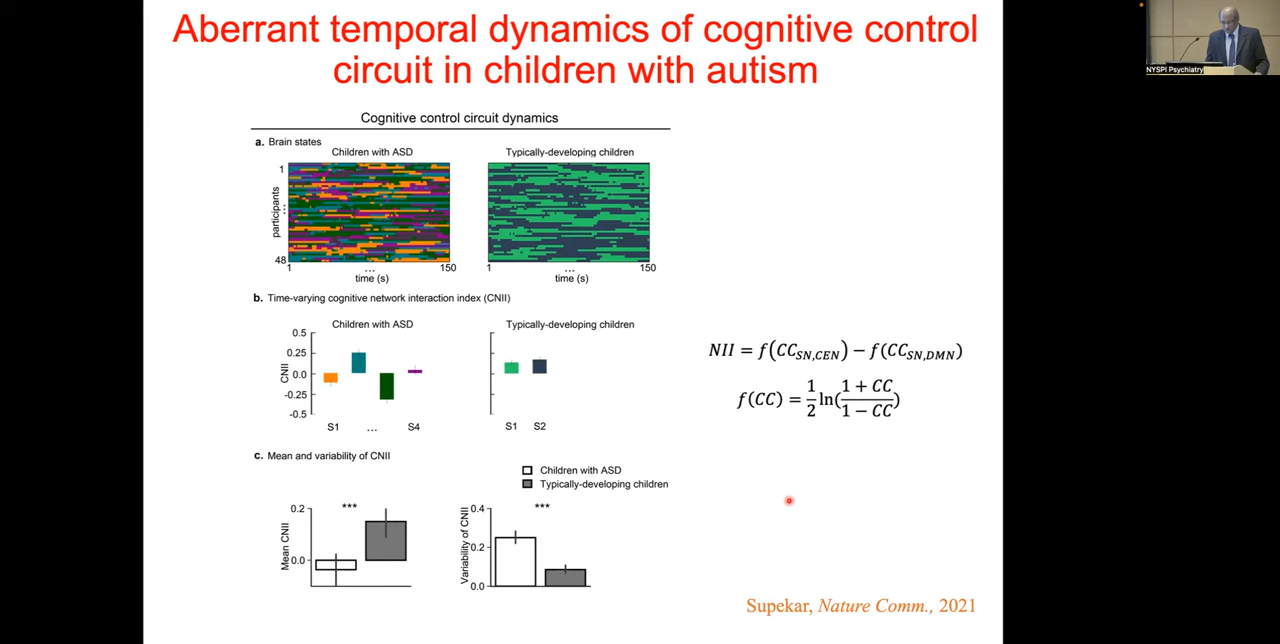 Aberrant temporal dynamics of cognitive control
circuit in children with autism
NYSPI Psychiatry
Cognitive control circuit dynamics
a. Brain states
Children with ASD
Typically-developing children
participants
1
...
48
1
...
150
time (s)
1
...
150
time (s)
b. Time-varying cognitive network interaction index (CNII)
Children with ASD
Typically-developing children
CNII
0.5
0.25
0.0
-0.25
-0.5
S1
...
S4
S1
S2
NII = f(CC_{SN,CEN}) − f(CC_{SN,DMN})
f(CC) = 1/2 ln(1 + CC / 1 − CC)
c. Mean and variability of CNII
Children with ASD
Typically-developing children
Mean CNII
0.2
0.0
***
Variability of CNII
0.4
0.2
0.0
***
Supekar, Nature Comm., 2021